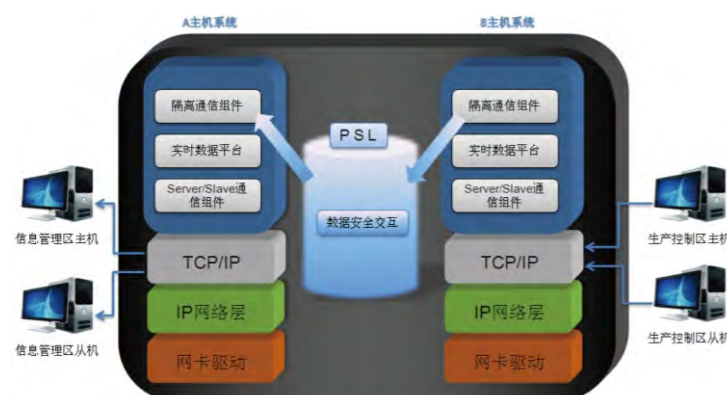 A主机系统
B主机系统
隔离通信组件
实时数据平台
Server/Slave通
信组件
TCP/IP
IP网络层
网卡驱动
PSL
数据安全交互
隔离通信组件
实时数据平台
Server/Slave通
信组件
TCP/IP
IP网络层
网卡驱动
信息管理区主机
信息管理区从机
生产控制区主机
生产控制区从机